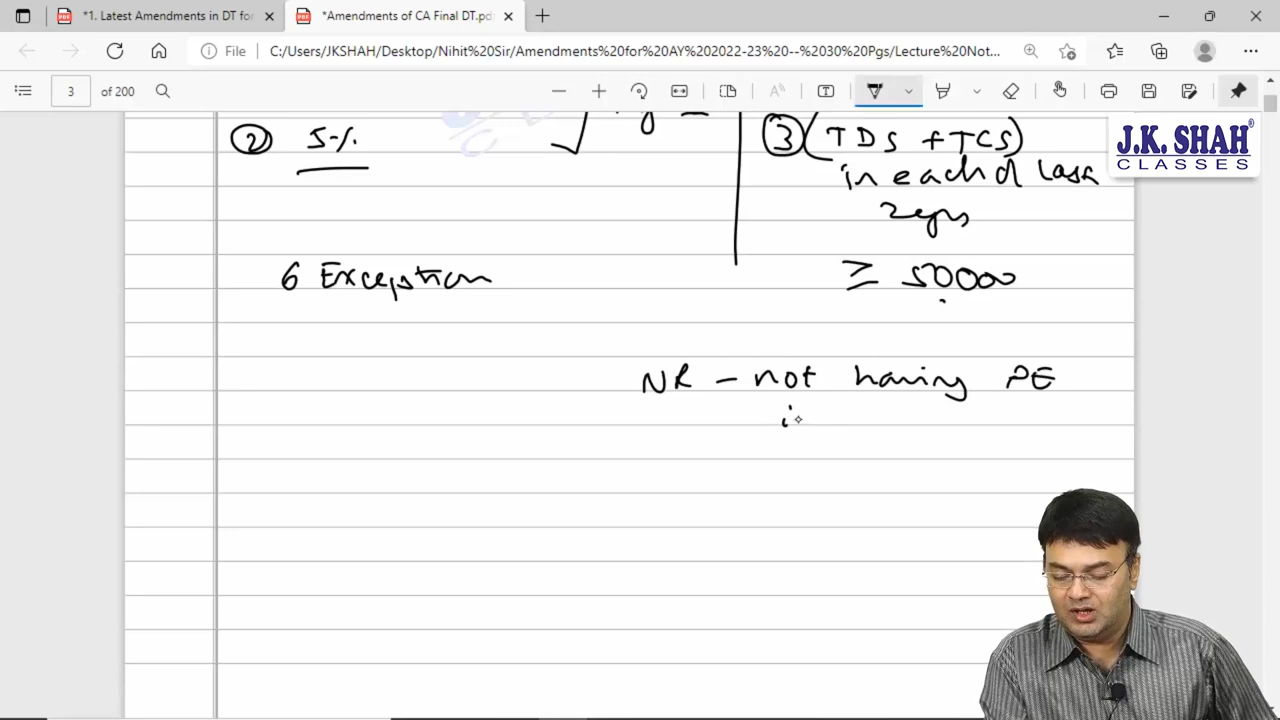 *1. Latest Amendments in DT for
*Amendments of CA Final DT.pd
File
C:/Users/JKSHAH/Desktop/Nihit%20Sir/Amendments%20for%20AY%202022-23%20--%2030%20Pgs/Lecture%20Not...
3 of 200
② 5%
③ (TDS + TCS)
in each of last
2 yrs
6 Exception
≥ 50000
NR – not having PE
i
J.K. SHAH®
CLASSES